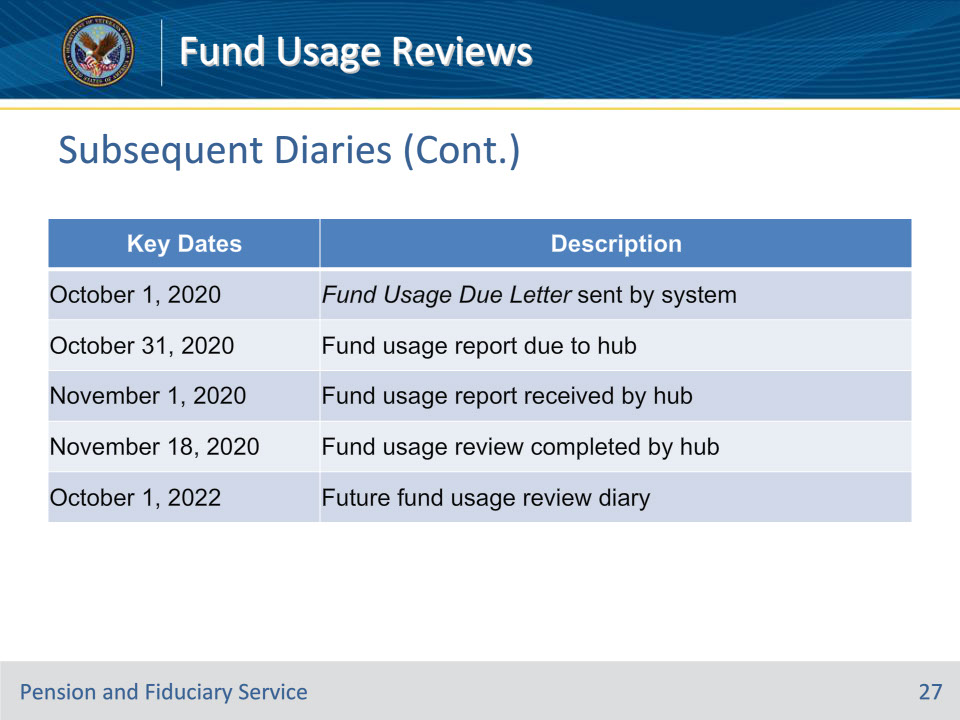 Fund Usage Reviews
Subsequent Diaries (Cont.)
Key Dates Description
October 1, 2020 Fund Usage Due Letter sent by system
October 31, 2020 Fund usage report due to hub
November 1, 2020 Fund usage report received by hub
November 18, 2020 Fund usage review completed by hub
October 1, 2022 Future fund usage review diary
Pension and Fiduciary Service 27